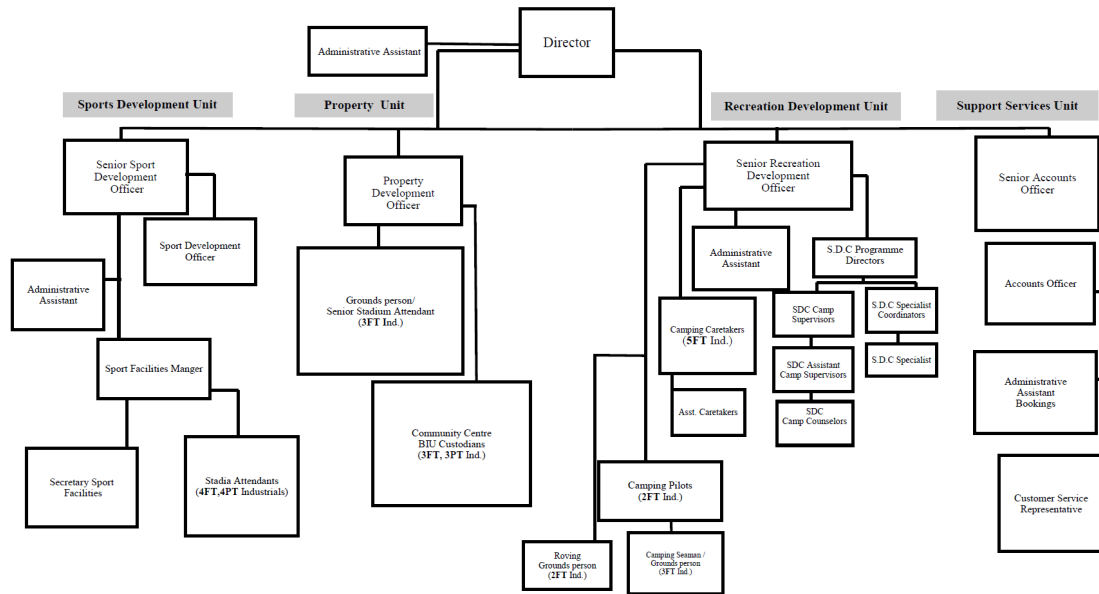 Director
Administrative Assistant
Sports Development Unit
Property Unit
Recreation Development Unit
Support Services Unit
Senior Sport
Development
Officer
Sport Development
Officer
Administrative
Assistant
Sport Facilities Manger
Secretary Sport
Facilities
Stadia Attendants
(4FT,4PT Industrials)
Property
Development
Officer
Grounds person/
Senior Stadium Attendant
(3FT Ind.)
Community Centre
BIU Custodians
(3FT, 3PT Ind.)
Senior Recreation
Development
Officer
Administrative
Assistant
S.D.C Programme
Directors
Camping Caretakers
(5FT Ind.)
Asst. Caretakers
SDC Camp
Supervisors
SDC Assistant
Camp Supervisors
SDC
Camp Counselors
S.D.C Specialist
Coordinators
S.D.C Specialist
Camping Pilots
(2FT Ind.)
Roving
Grounds person
(2FT Ind.)
Camping Seaman /
Grounds person
(3FT Ind.)
Senior Accounts
Officer
Accounts Officer
Administrative
Assistant
Bookings
Customer Service
Representative